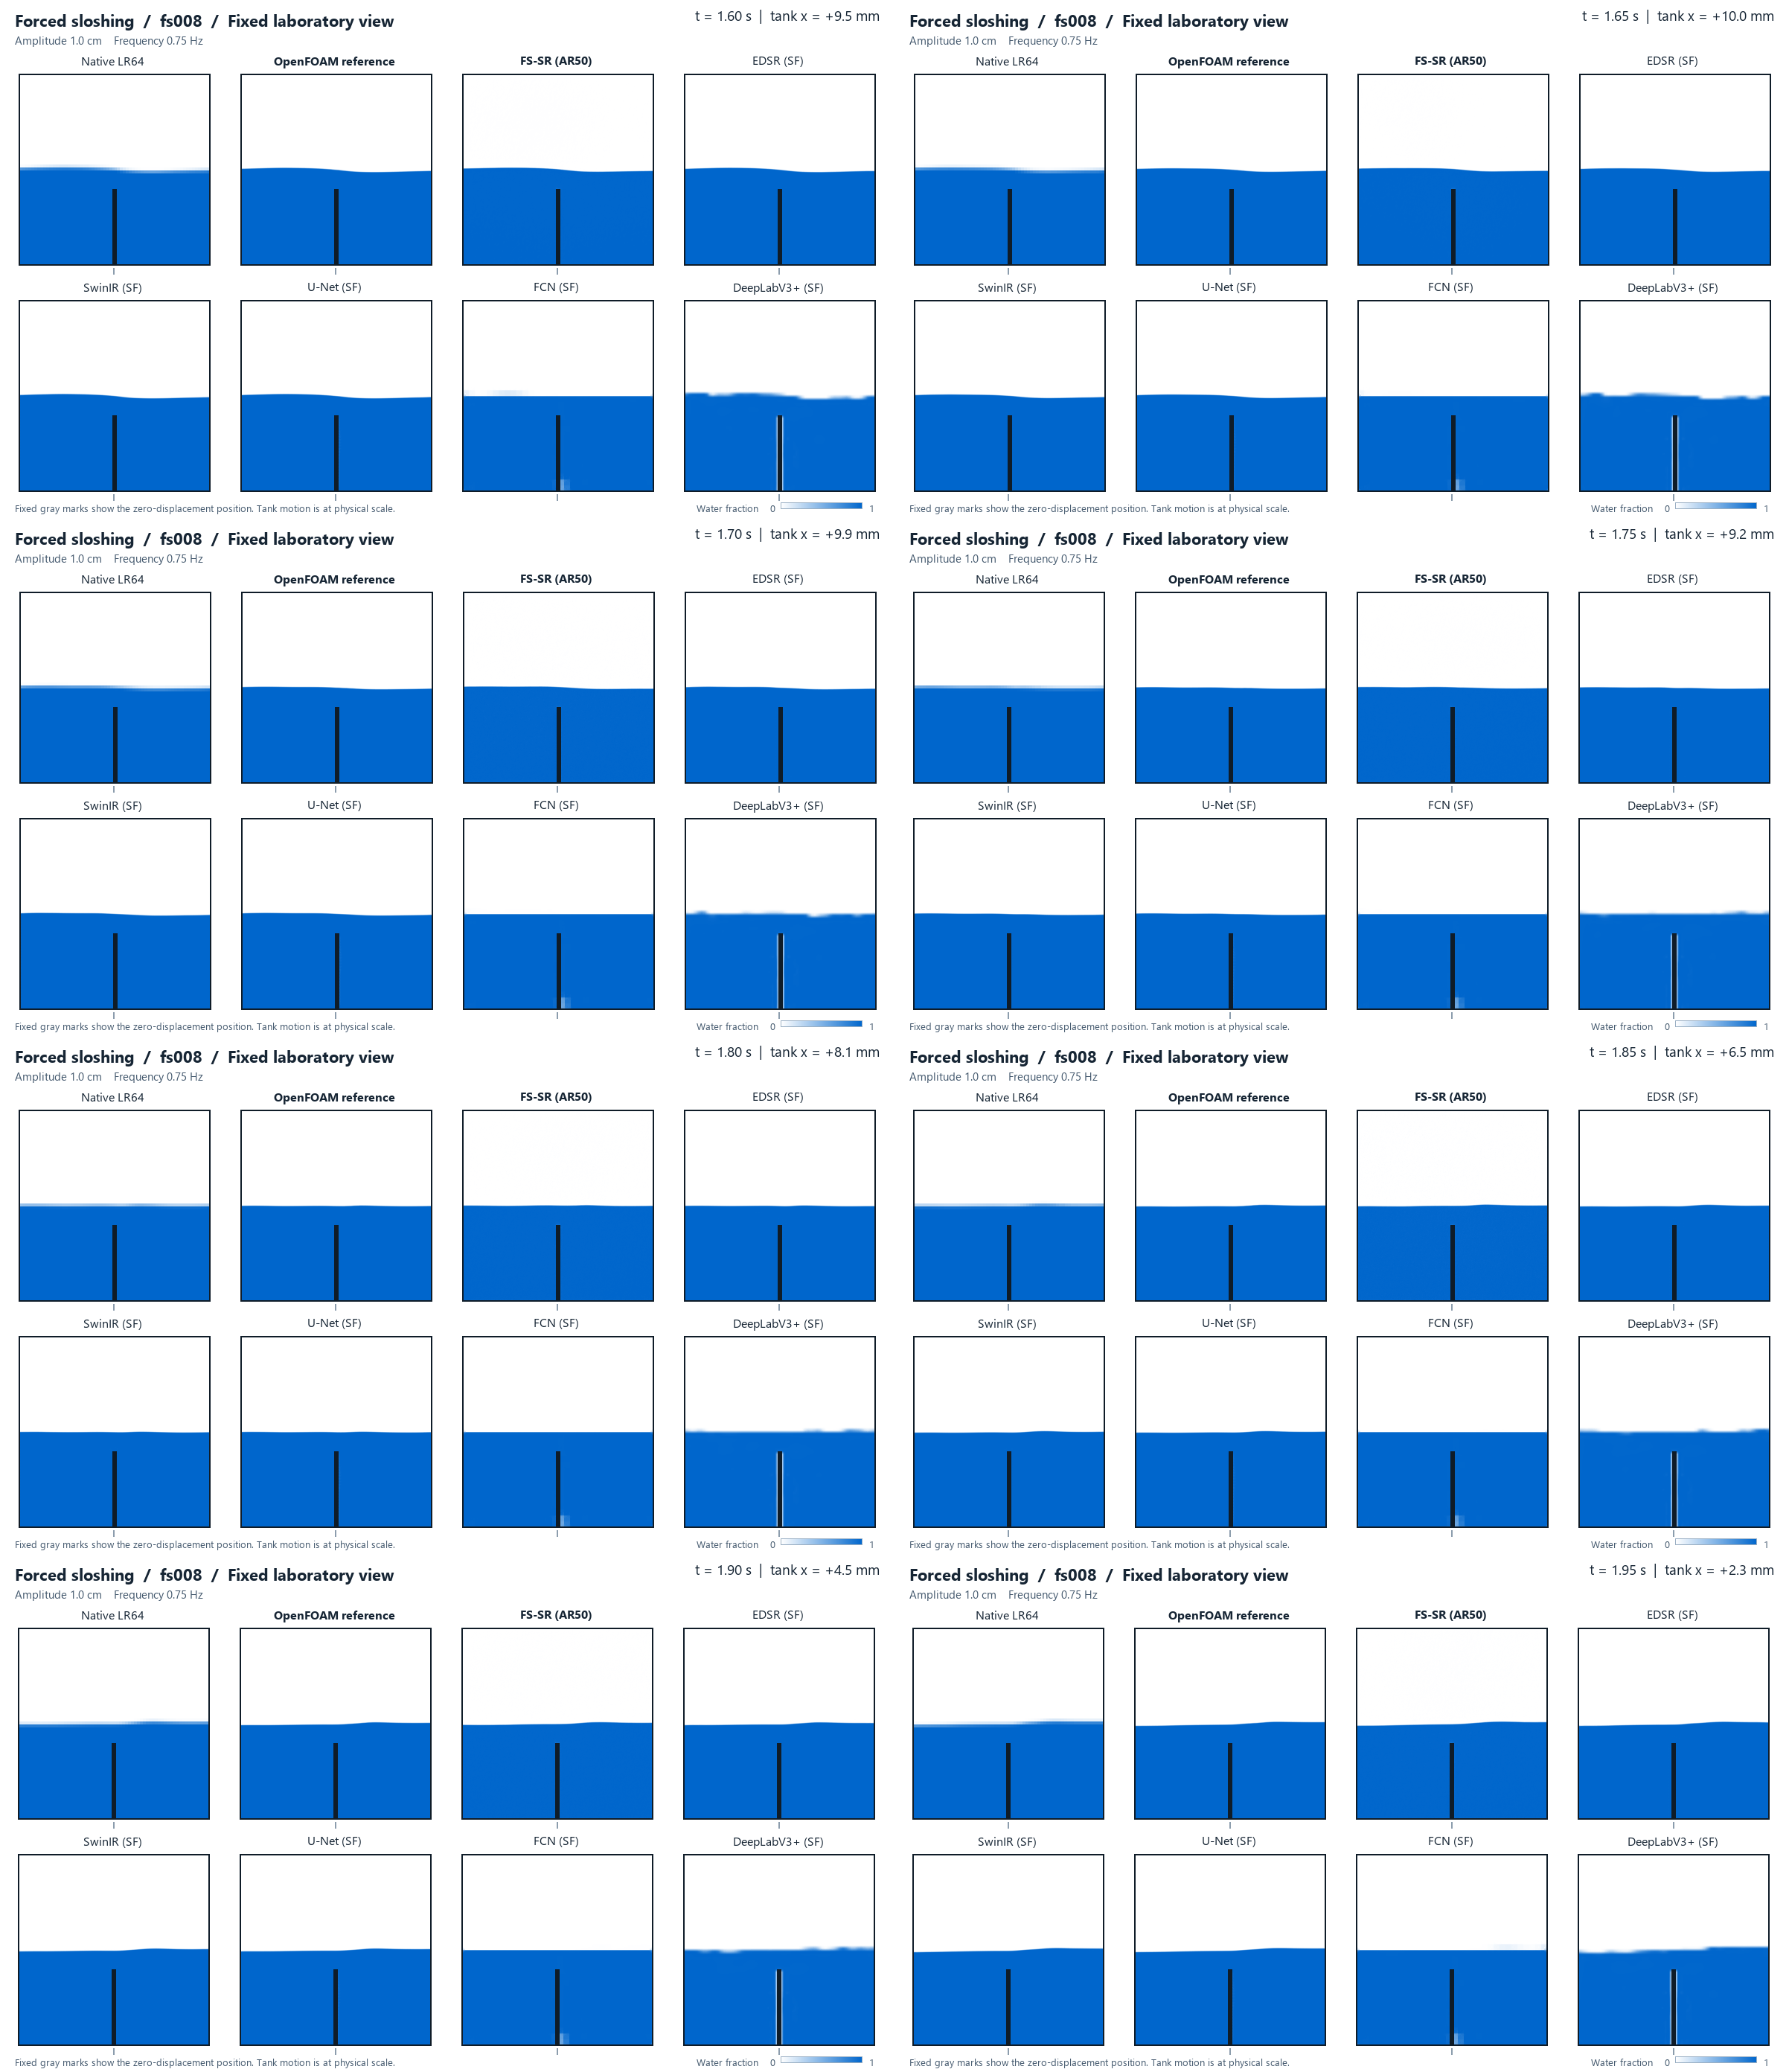 Forced sloshing / fs008 / Fixed laboratory view
t = 1.60 s | tank x = +9.5 mm
Amplitude 1.0 cm Frequency 0.75 Hz
Native LR64 OpenFOAM reference FS-SR (AR50) EDSR (SF)
SwinIR (SF) U-Net (SF) FCN (SF) DeepLabV3+ (SF)
Fixed gray marks show the zero-displacement position. Tank motion is at physical scale.
Water fraction 0 1
Forced sloshing / fs008 / Fixed laboratory view
t = 1.65 s | tank x = +10.0 mm
Amplitude 1.0 cm Frequency 0.75 Hz
Native LR64 OpenFOAM reference FS-SR (AR50) EDSR (SF)
SwinIR (SF) U-Net (SF) FCN (SF) DeepLabV3+ (SF)
Fixed gray marks show the zero-displacement position. Tank motion is at physical scale.
Water fraction 0 1
Forced sloshing / fs008 / Fixed laboratory view
t = 1.70 s | tank x = +9.9 mm
Amplitude 1.0 cm Frequency 0.75 Hz
Native LR64 OpenFOAM reference FS-SR (AR50) EDSR (SF)
SwinIR (SF) U-Net (SF) FCN (SF) DeepLabV3+ (SF)
Fixed gray marks show the zero-displacement position. Tank motion is at physical scale.
Water fraction 0 1
Forced sloshing / fs008 / Fixed laboratory view
t = 1.75 s | tank x = +9.2 mm
Amplitude 1.0 cm Frequency 0.75 Hz
Native LR64 OpenFOAM reference FS-SR (AR50) EDSR (SF)
SwinIR (SF) U-Net (SF) FCN (SF) DeepLabV3+ (SF)
Fixed gray marks show the zero-displacement position. Tank motion is at physical scale.
Water fraction 0 1
Forced sloshing / fs008 / Fixed laboratory view
t = 1.80 s | tank x = +8.1 mm
Amplitude 1.0 cm Frequency 0.75 Hz
Native LR64 OpenFOAM reference FS-SR (AR50) EDSR (SF)
SwinIR (SF) U-Net (SF) FCN (SF) DeepLabV3+ (SF)
Fixed gray marks show the zero-displacement position. Tank motion is at physical scale.
Water fraction 0 1
Forced sloshing / fs008 / Fixed laboratory view
t = 1.85 s | tank x = +6.5 mm
Amplitude 1.0 cm Frequency 0.75 Hz
Native LR64 OpenFOAM reference FS-SR (AR50) EDSR (SF)
SwinIR (SF) U-Net (SF) FCN (SF) DeepLabV3+ (SF)
Fixed gray marks show the zero-displacement position. Tank motion is at physical scale.
Water fraction 0 1
Forced sloshing / fs008 / Fixed laboratory view
t = 1.90 s | tank x = +4.5 mm
Amplitude 1.0 cm Frequency 0.75 Hz
Native LR64 OpenFOAM reference FS-SR (AR50) EDSR (SF)
SwinIR (SF) U-Net (SF) FCN (SF) DeepLabV3+ (SF)
Fixed gray marks show the zero-displacement position. Tank motion is at physical scale.
Water fraction 0 1
Forced sloshing / fs008 / Fixed laboratory view
t = 1.95 s | tank x = +2.3 mm
Amplitude 1.0 cm Frequency 0.75 Hz
Native LR64 OpenFOAM reference FS-SR (AR50) EDSR (SF)
SwinIR (SF) U-Net (SF) FCN (SF) DeepLabV3+ (SF)
Fixed gray marks show the zero-displacement position. Tank motion is at physical scale.
Water fraction 0 1